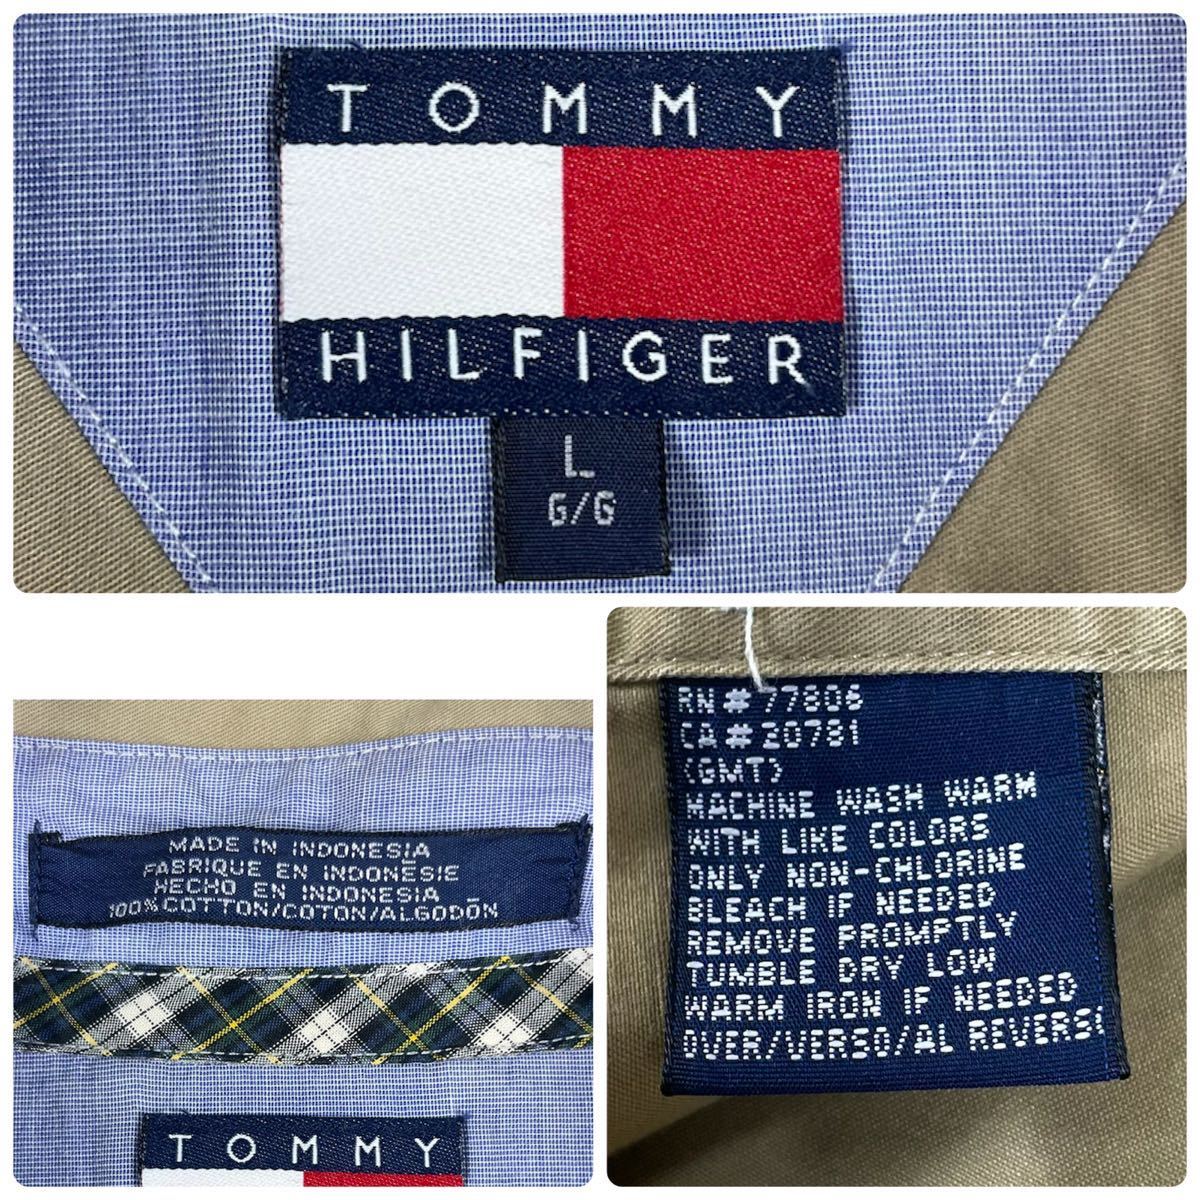 TOMMY
HILFIGER
L
G/G
MADE IN INDONESIA
FABRIQUE EN INDONESIE
HECHO EN INDONESIA
100% COTTON/COTON/ALGODÓN
TOMMY
RN # 77806
CA # 20781
(GMT)
MACHINE WASH WARM
WITH LIKE COLORS
ONLY NON-CHLORINE
BLEACH IF NEEDED
REMOVE PROMPTLY
TUMBLE DRY LOW
WARM IRON IF NEEDED
OVER/VERSO/AL REVERSO